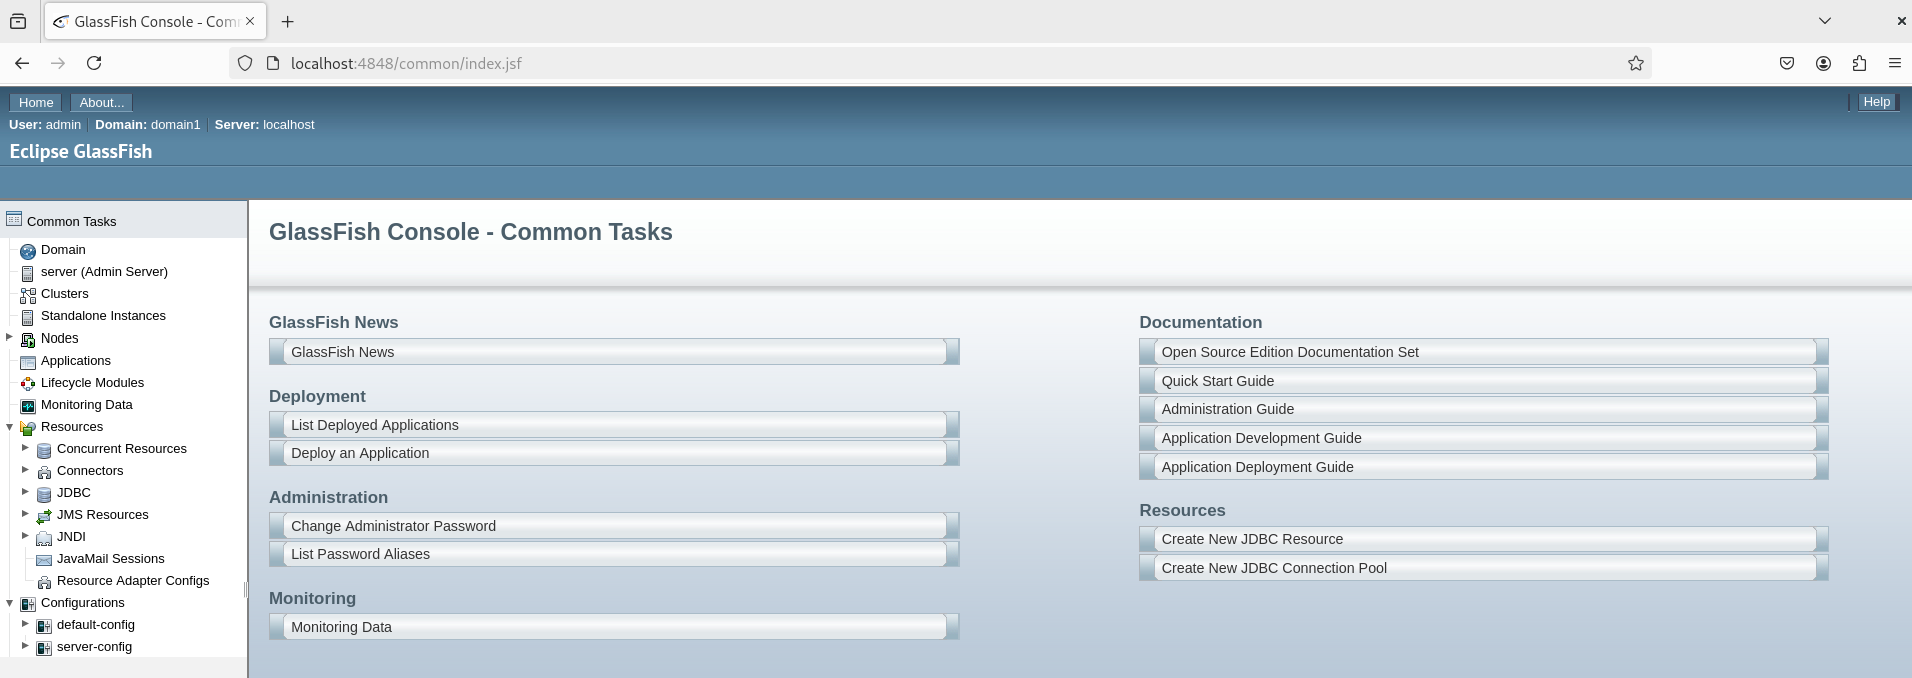 GlassFish Console - Com
localhost:4848/common/index.jsf
Home About... Help
User: admin Domain: domain1 Server: localhost
Eclipse GlassFish
Common Tasks
Domain
server (Admin Server)
Clusters
Standalone Instances
Nodes
Applications
Lifecycle Modules
Monitoring Data
Resources
Concurrent Resources
Connectors
JDBC
JMS Resources
JNDI
JavaMail Sessions
Resource Adapter Configs
Configurations
default-config
server-config
GlassFish Console - Common Tasks
GlassFish News
GlassFish News
Deployment
List Deployed Applications
Deploy an Application
Administration
Change Administrator Password
List Password Aliases
Monitoring
Monitoring Data
Documentation
Open Source Edition Documentation Set
Quick Start Guide
Administration Guide
Application Development Guide
Application Deployment Guide
Resources
Create New JDBC Resource
Create New JDBC Connection Pool